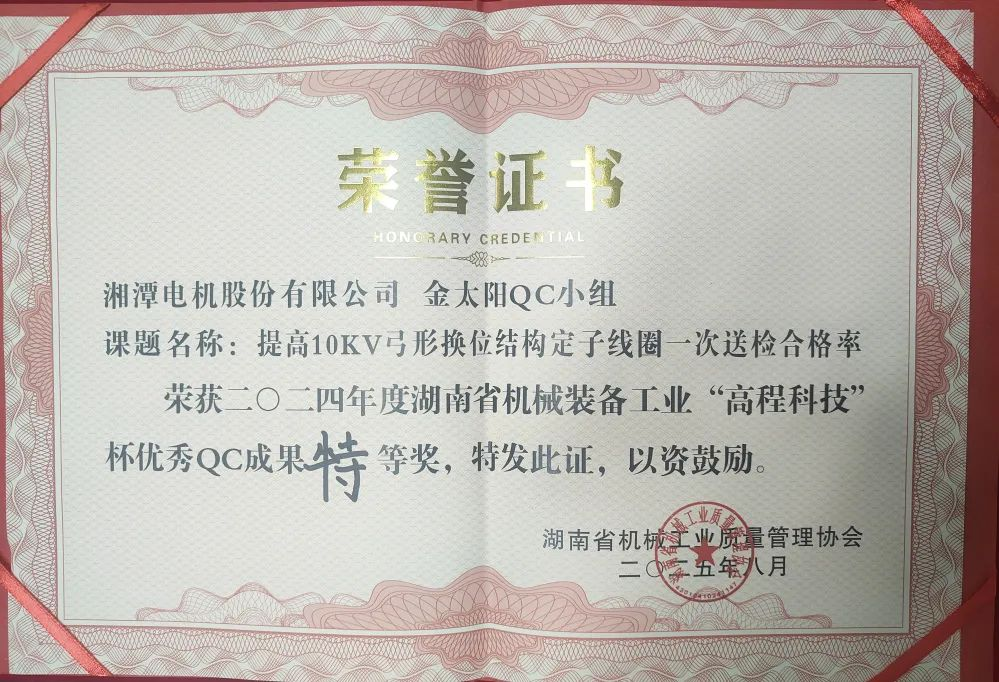 荣誉证书
HONORARY CREDENTIAL
湘潭电机股份有限公司 金太阳QC小组
课题名称：提高10KV弓形换位结构定子线圈一次送检合格率
荣获二〇二四年度湖南省机械装备工业“高程科技”
杯优秀QC成果特等奖，特发此证，以资鼓励。
湖南省机械工业质量管理协会
二〇二五年八月